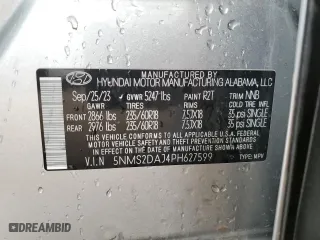 MANUFACTURED BY
HYUNDAI MOTOR MANUFACTURING ALABAMA, LLC
Sep/25/23 GVWR 5247 lbs PAINT R2T TRIM NNB
GAWR TIRES RIMS COLD TIRE
FRONT 2866 lbs 235/60R18 7.5JX18 35 psi SINGLE
REAR 2976 lbs 235/60R18 7.5JX18 35 psi SINGLE
V.I.N 5NMS2DAJ4PH627599 TYPE: MPV